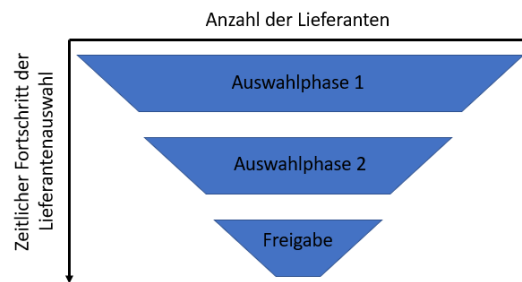 Anzahl der Lieferanten
Zeitlicher Fortschritt der
Lieferantenauswahl
Auswahlphase 1
Auswahlphase 2
Freigabe